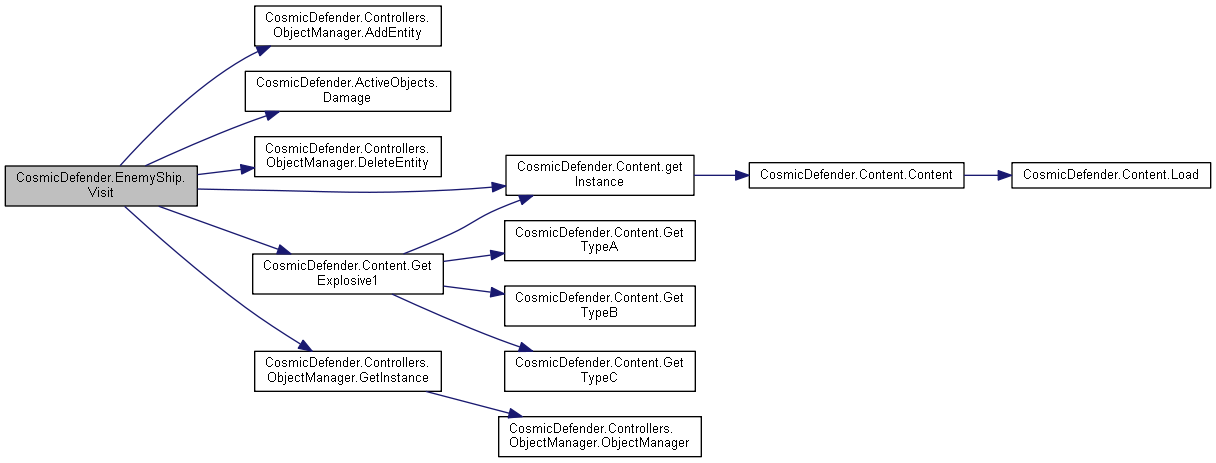 CosmicDefender.Controllers.
ObjectManager.AddEntity
CosmicDefender.ActiveObjects.
Damage
CosmicDefender.Controllers.
ObjectManager.DeleteEntity
CosmicDefender.EnemyShip.
Visit
CosmicDefender.Content.get
Instance
CosmicDefender.Content.Content
CosmicDefender.Content.Load
CosmicDefender.Content.Get
TypeA
CosmicDefender.Content.Get
Explosive1
CosmicDefender.Content.Get
TypeB
CosmicDefender.Controllers.
ObjectManager.GetInstance
CosmicDefender.Content.Get
TypeC
CosmicDefender.Controllers.
ObjectManager.ObjectManager